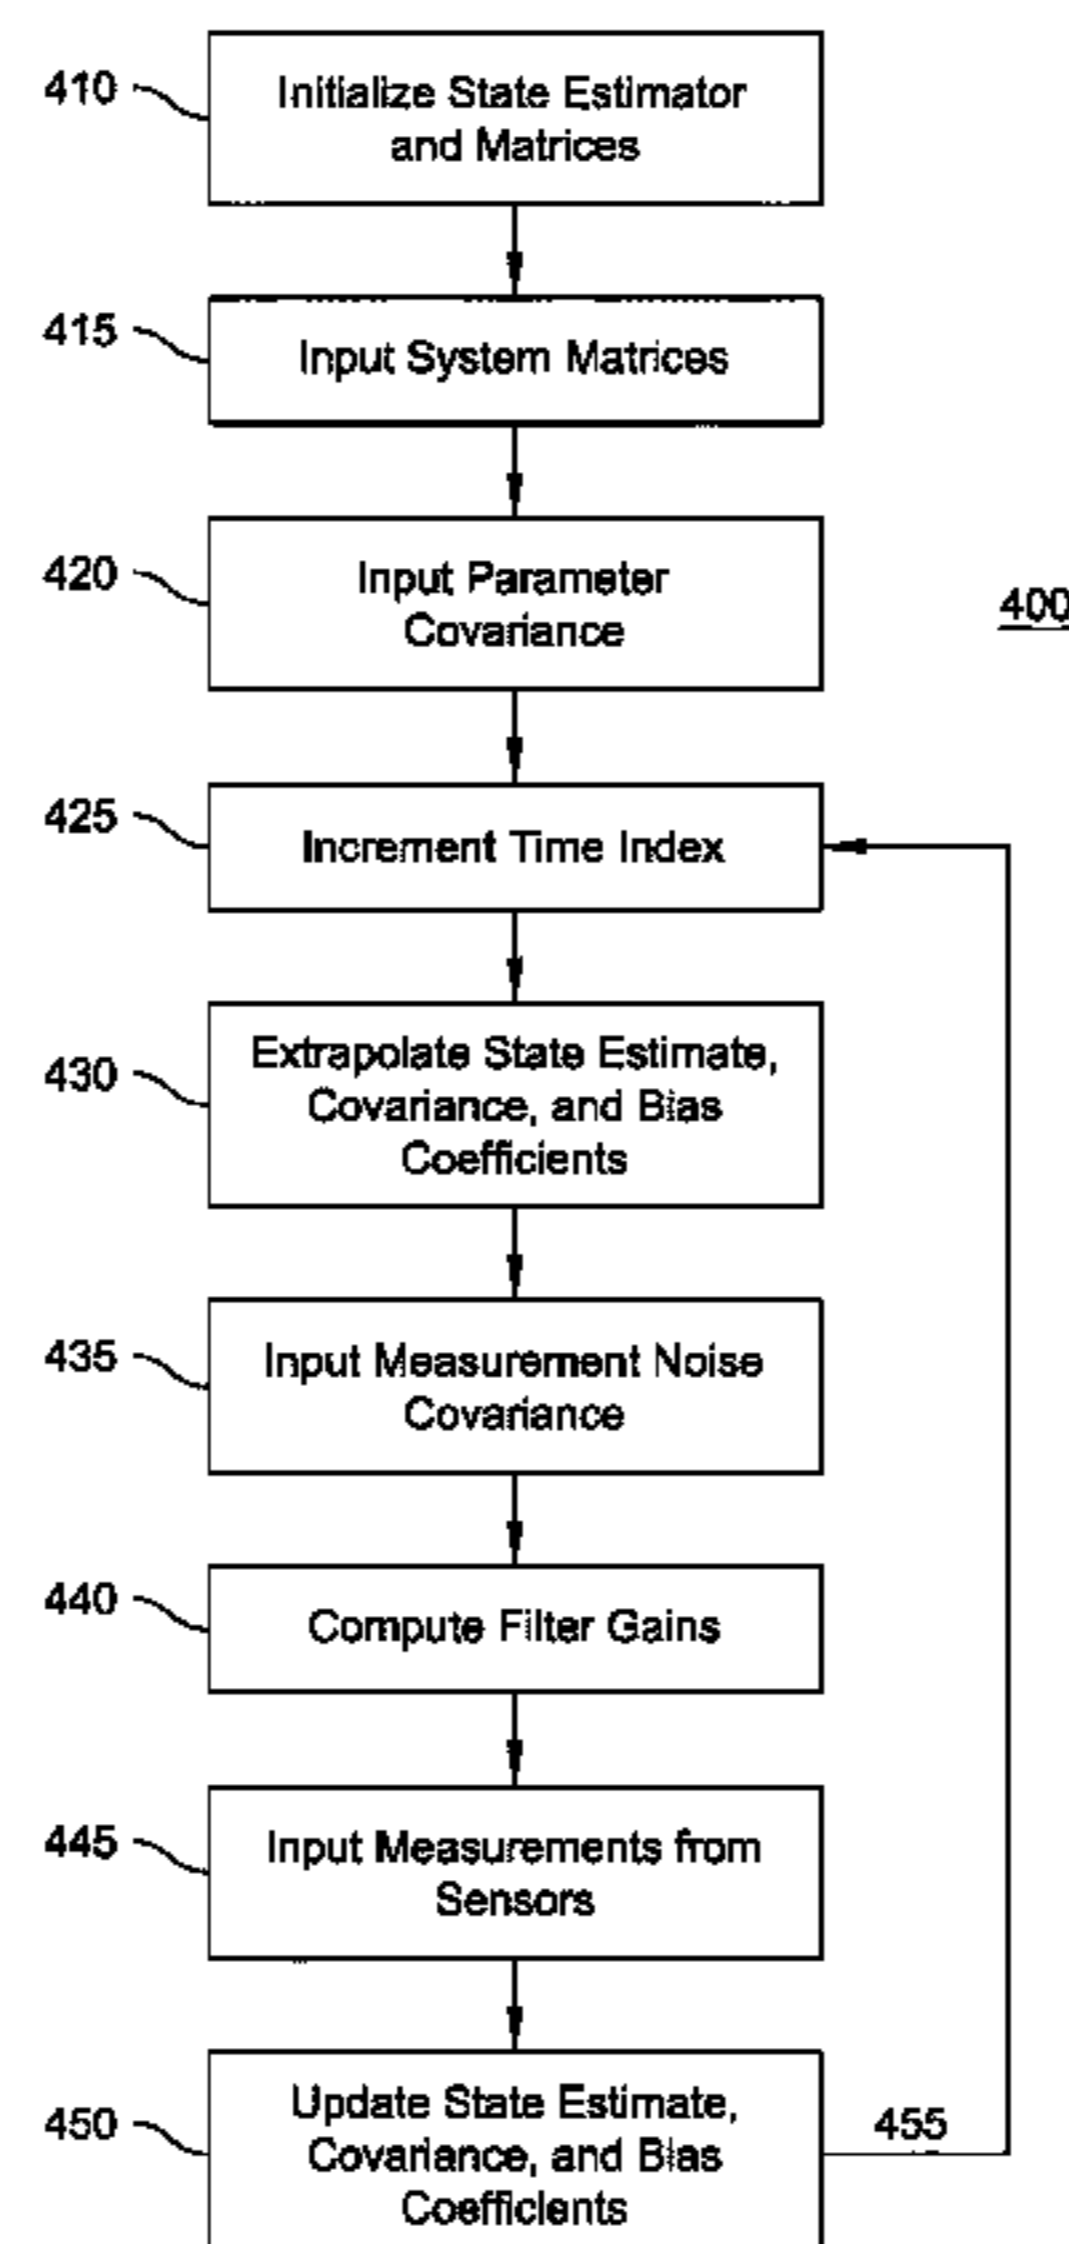 410
Initialize State Estimator
and Matrices
415
Input System Matrices
420
Input Parameter
Covariance
400
425
Increment Time Index
430
Extrapolate State Estimate,
Covariance, and Bias
Coefficients
435
Input Measurement Noise
Covariance
440
Compute Filter Gains
445
Input Measurements from
Sensors
450
Update State Estimate,
Covariance, and Bias
Coefficients
455